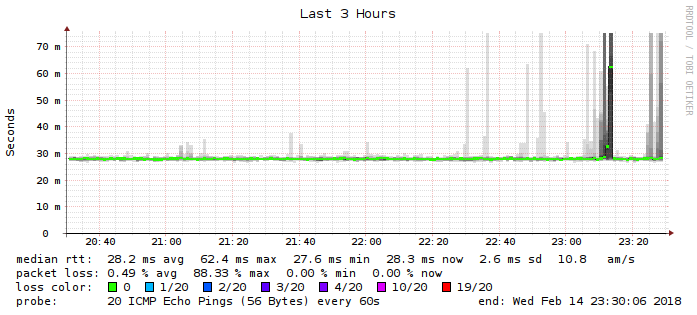 Last 3 Hours
RRDTOOL / TOBI OETIKER
Seconds
70 m
60 m
50 m
40 m
30 m
20 m
10 m
0
20:40 21:00 21:20 21:40 22:00 22:20 22:40 23:00 23:20
median rtt: 28.2 ms avg 62.4 ms max 27.6 ms min 28.3 ms now 2.6 ms sd 10.8 am/s
packet loss: 0.49 % avg 88.33 % max 0.00 % min 0.00 % now
loss color: 0 1/20 2/20 3/20 4/20 10/20 19/20
probe: 20 ICMP Echo Pings (56 Bytes) every 60s end: Wed Feb 14 23:30:06 2018